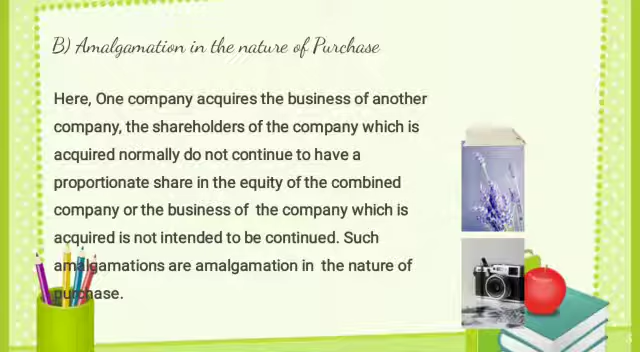 B) Amalgamation in the nature of Purchase
Here, One company acquires the business of another
company, the shareholders of the company which is
acquired normally do not continue to have a
proportionate share in the equity of the combined
company or the business of the company which is
acquired is not intended to be continued. Such
amalgamations are amalgamation in the nature of
purchase.